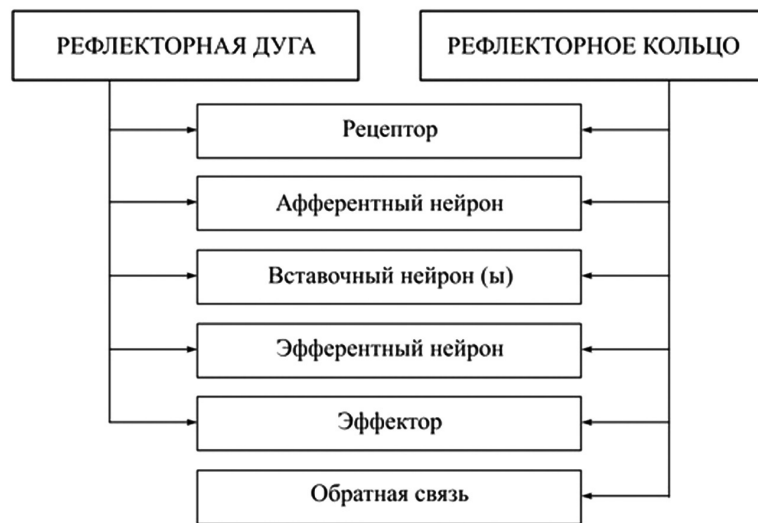 РЕФЛЕКТОРНАЯ ДУГА
РЕФЛЕКТОРНОЕ КОЛЬЦО
Рецептор
Афферентный нейрон
Вставочный нейрон (ы)
Эфферентный нейрон
Эффектор
Обратная связь